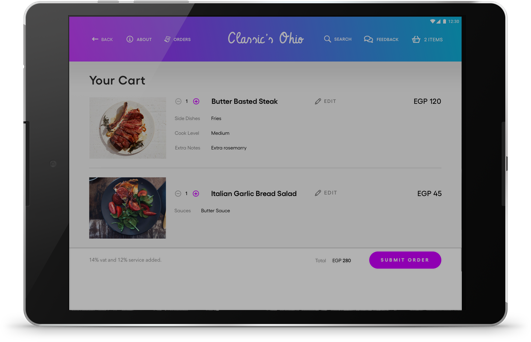 12:30
BACK ABOUT ORDERS Classic's Ohio SEARCH FEEDBACK 2 ITEMS
Your Cart
1 Butter Basted Steak EDIT EGP 120
Side Dishes Fries
Cook Level Medium
Extra Notes Extra rosemary
1 Italian Garlic Bread Salad EDIT EGP 45
Sauces Butter Sauce
14% vat and 12% service added Total EGP 280 SUBMIT ORDER